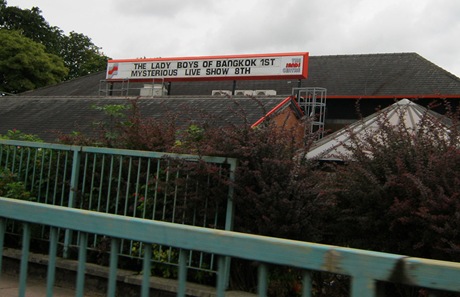 THE LADY BOYS OF BANGKOK 1ST
MYSTERIOUS LIVE SHOW 8TH